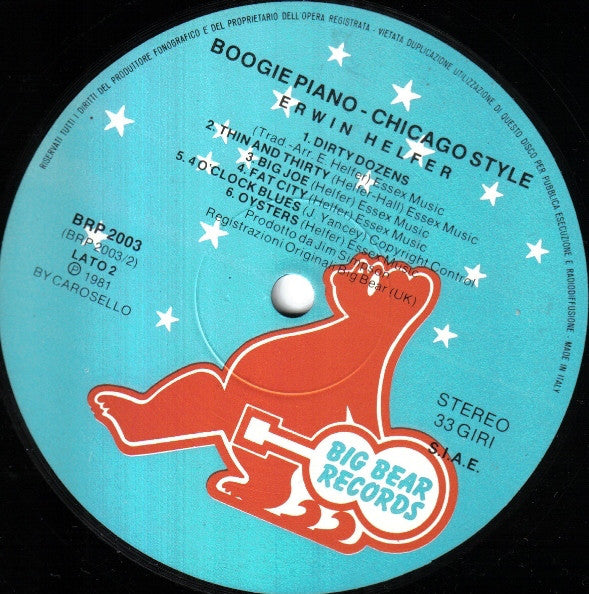 RISERVATI TUTTI I DIRITTI DEL PRODUTTORE FONOGRAFICO E DEL PROPRIETARIO DELL'OPERA REGISTRATA - VIETATA DUPLICAZIONE UTILIZZAZIONE DI QUESTO DISCO PER PUBBLICA ESECUZIONE E RADIODIFFUSIONE - MADE IN ITALY
BOOGIE PIANO - CHICAGO STYLE
ERWIN HELFER
1. DIRTY DOZENS
(Trad - Arr. E. Helfer) Essex Music
2. THIN AND THIRTY (Helfer-Hall) Essex Music
3. BIG JOE (Helfer) Essex Music
4. FAT CITY (Helfer) Essex Music
5. 4 O'CLOCK BLUES (J. Yancey) Copyright Control
6. OYSTERS (Helfer) Essex Music
Prodotto da Jim Simpson
Registrazioni Originali Big Bear (UK)
BRP 2003
(BRP 2003/2)
LATO 2
℗ 1981
BY CAROSELLO
STEREO
33 GIRI
S.I.A.E.
BIG BEAR
RECORDS